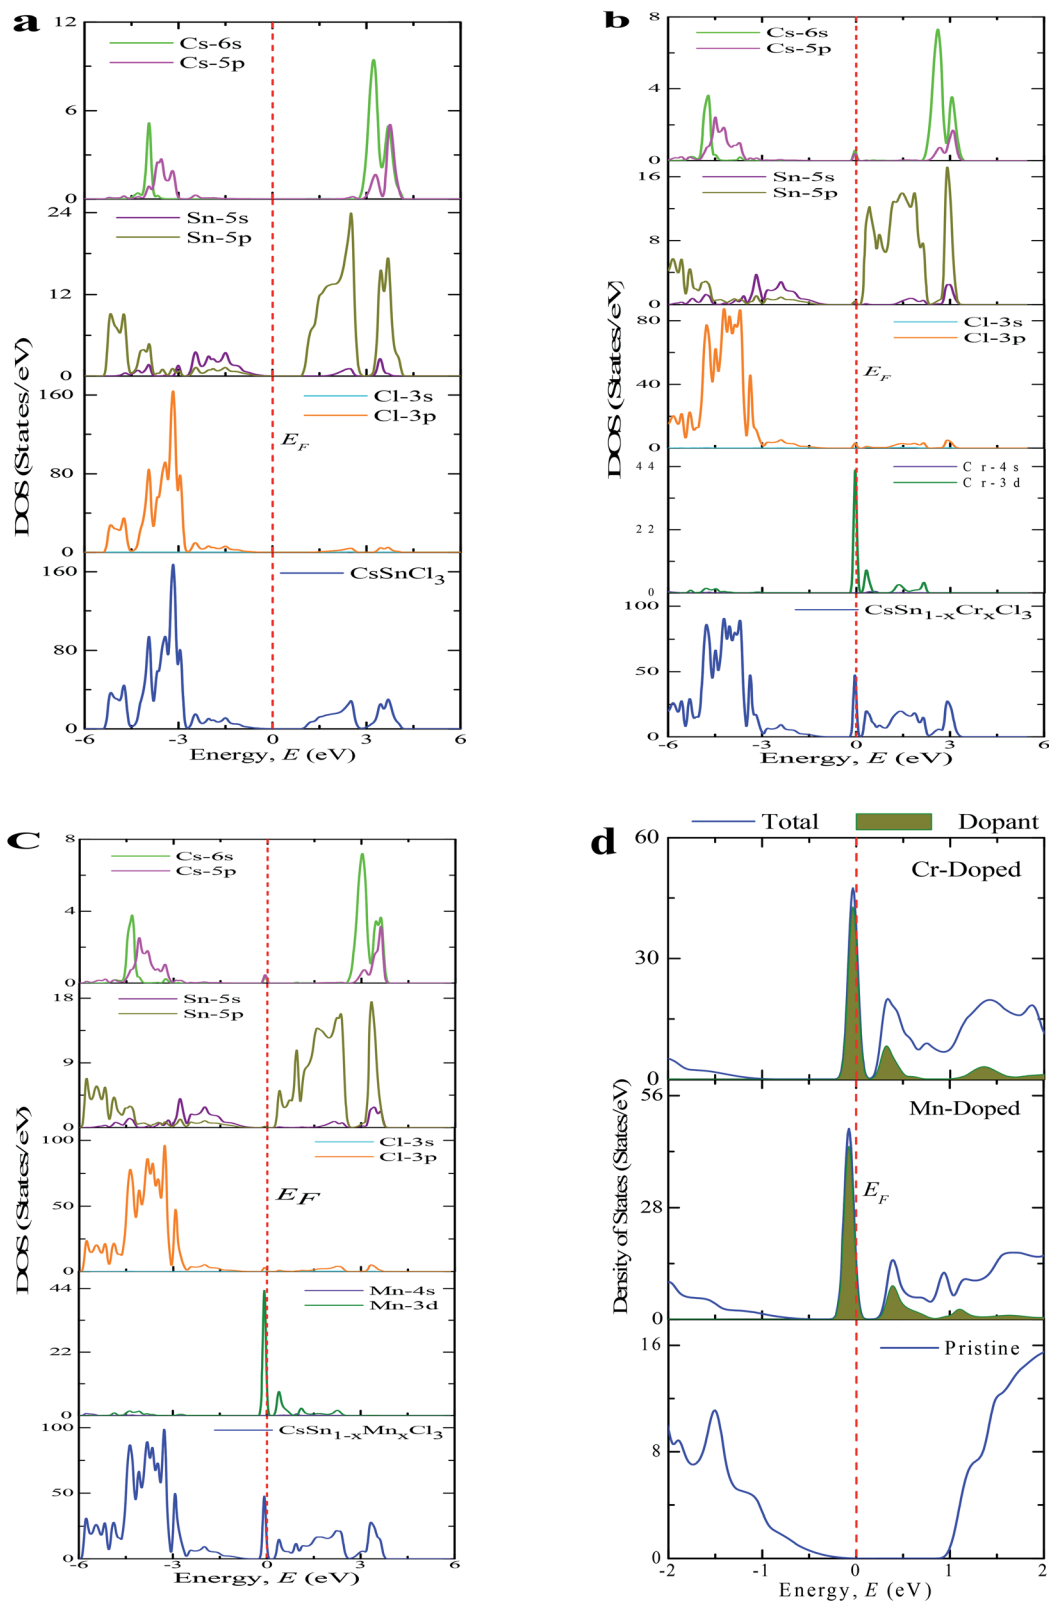 a
12
6
0
Cs-6s
Cs-5p
24
12
0
Sn-5s
Sn-5p
160
80
0
Cl-3s
Cl-3p
E_F
160
80
0
CsSnCl3
-6 -3 0 3 6
Energy, E (eV)
DOS (States/eV)
b
8
4
0
Cs-6s
Cs-5p
16
8
0
Sn-5s
Sn-5p
80
40
0
Cl-3s
Cl-3p
E_F
44
22
0
Cr-4s
Cr-3d
100
50
0
CsSn1-xCrxCl3
-6 -3 0 3 6
Energy, E (eV)
DOS (States/eV)
c
8
4
0
Cs-6s
Cs-5p
18
9
0
Sn-5s
Sn-5p
100
50
0
Cl-3s
Cl-3p
E_F
44
22
0
Mn-4s
Mn-3d
100
50
0
CsSn1-xMnxCl3
-6 -3 0 3 6
Energy, E (eV)
DOS (States/eV)
d
Total Dopant
60
30
0
Cr-Doped
56
28
0
Mn-Doped
E_F
16
8
0
Pristine
-2 -1 0 1 2
Energy, E (eV)
Density of States (States/eV)